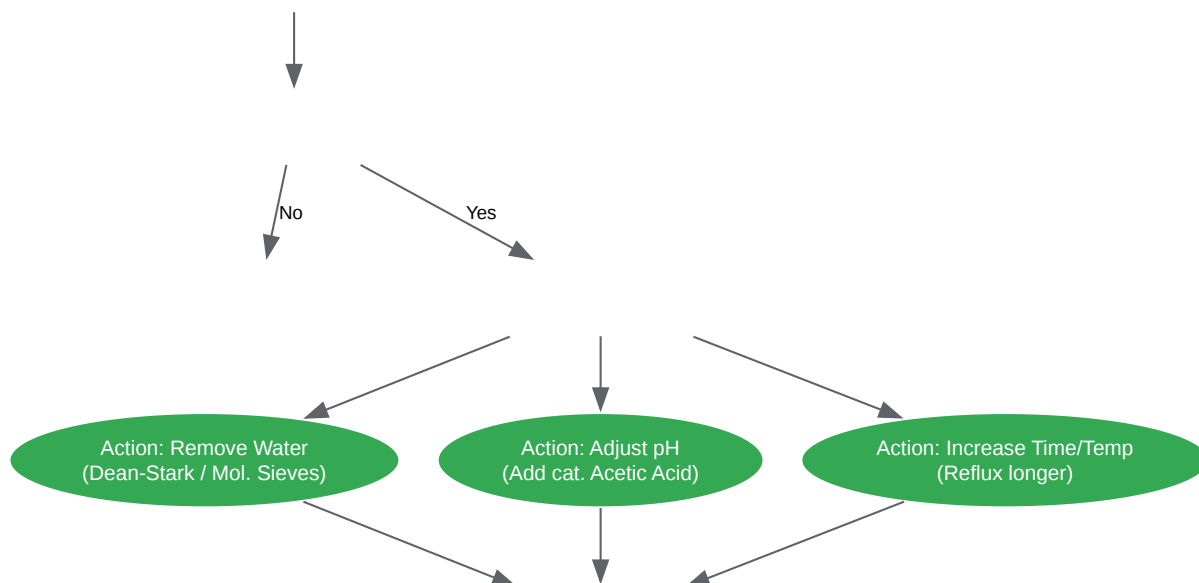 No
Yes
Action: Remove Water
(Dean-Stark / Mol. Sieves)
Action: Adjust pH
(Add cat. Acetic Acid)
Action: Increase Time/Temp
(Reflux longer)